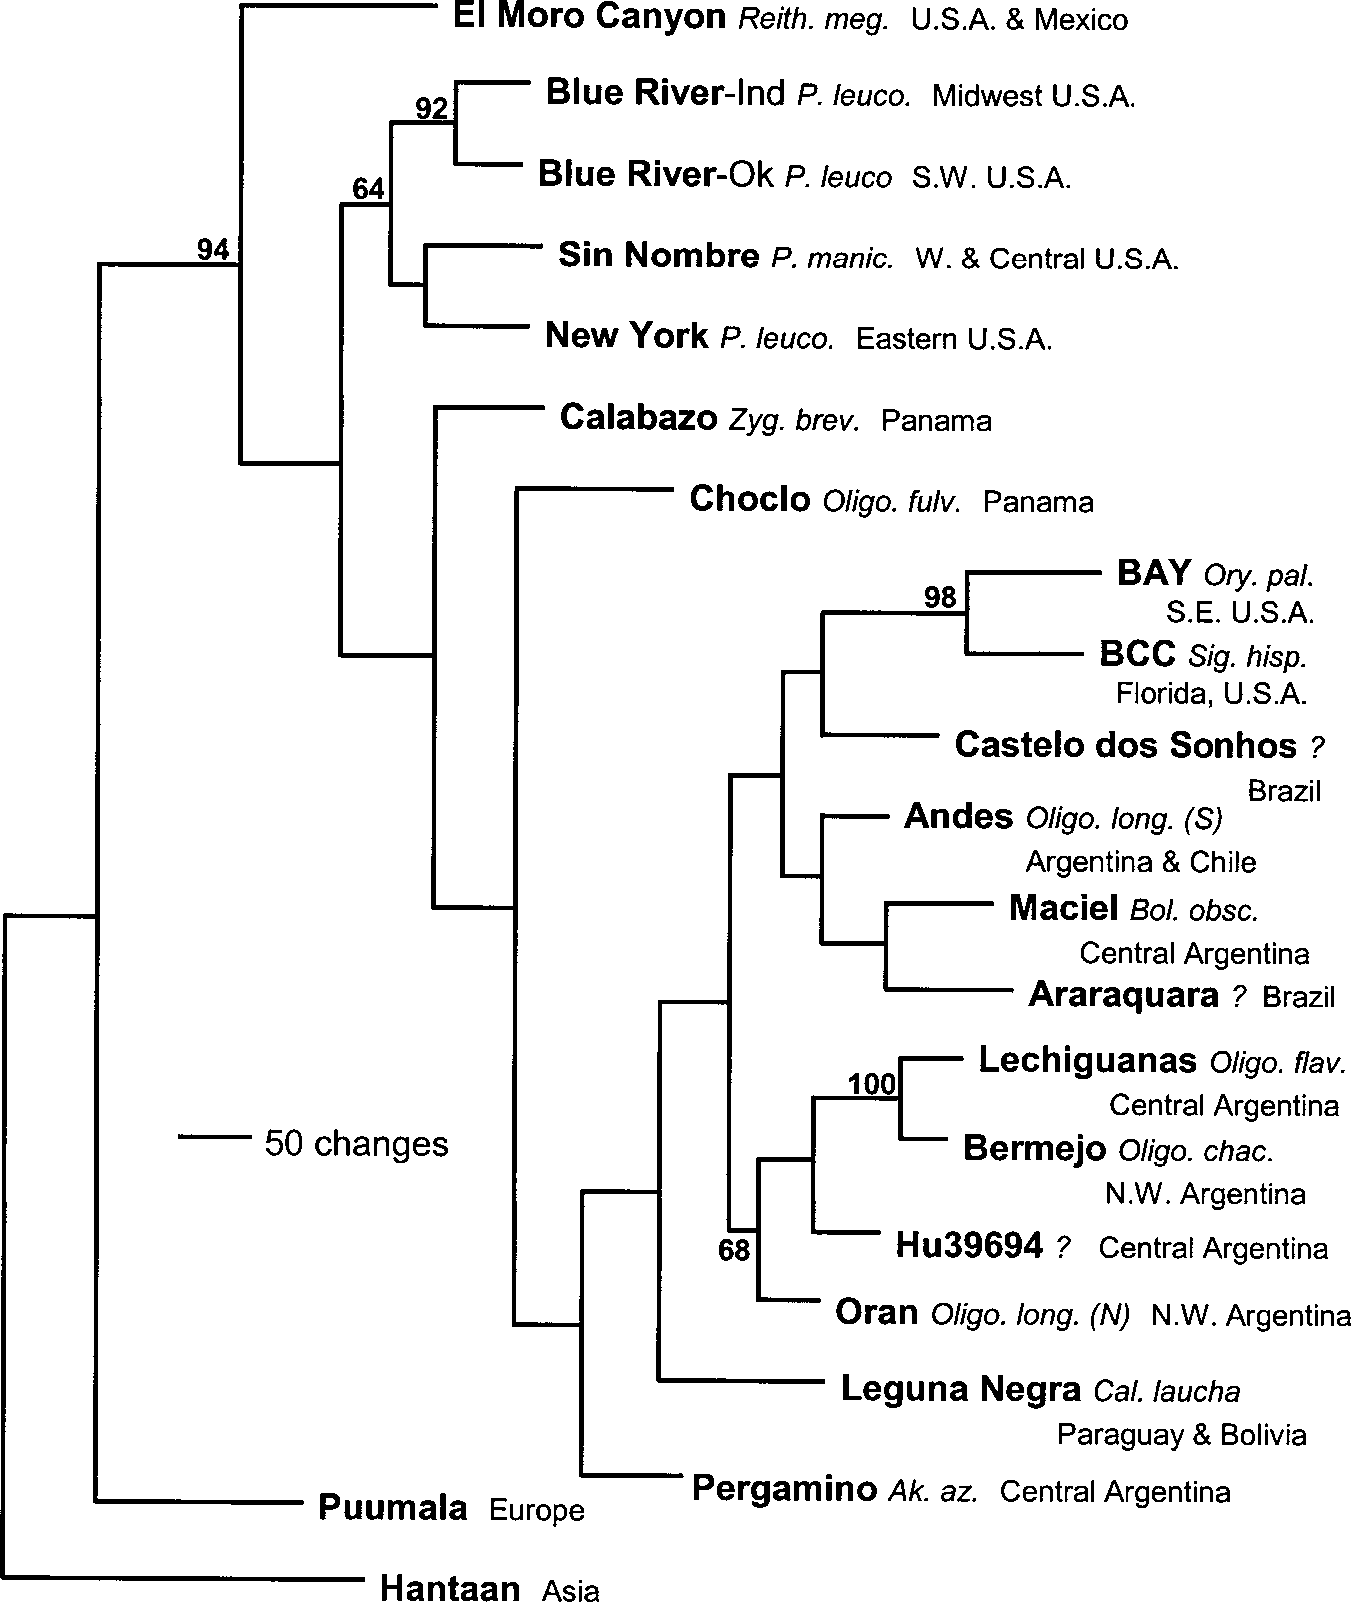 El Moro Canyon Reith. meg. U.S.A. & Mexico
92
Blue River-Ind P. leuco. Midwest U.S.A.
Blue River-Ok P. leuco S.W. U.S.A.
64
94
Sin Nombre P. manic. W. & Central U.S.A.
New York P. leuco. Eastern U.S.A.
Calabazo Zyg. brev. Panama
Choclo Oligo. fulv. Panama
98
BAY Ory. pal.
S.E. U.S.A.
BCC Sig. hisp.
Florida, U.S.A.
Castelo dos Sonhos ?
Brazil
Andes Oligo. long. (S)
Argentina & Chile
Maciel Bol. obsc.
Central Argentina
Araraquara ? Brazil
Lechiguanas Oligo. flav.
100
Central Argentina
50 changes
Bermejo Oligo. chac.
N.W. Argentina
68
Hu39694 ? Central Argentina
Oran Oligo. long. (N) N.W. Argentina
Leguna Negra Cal. laucha
Paraguay & Bolivia
Pergamino Ak. az. Central Argentina
Puumala Europe
Hantaan Asia